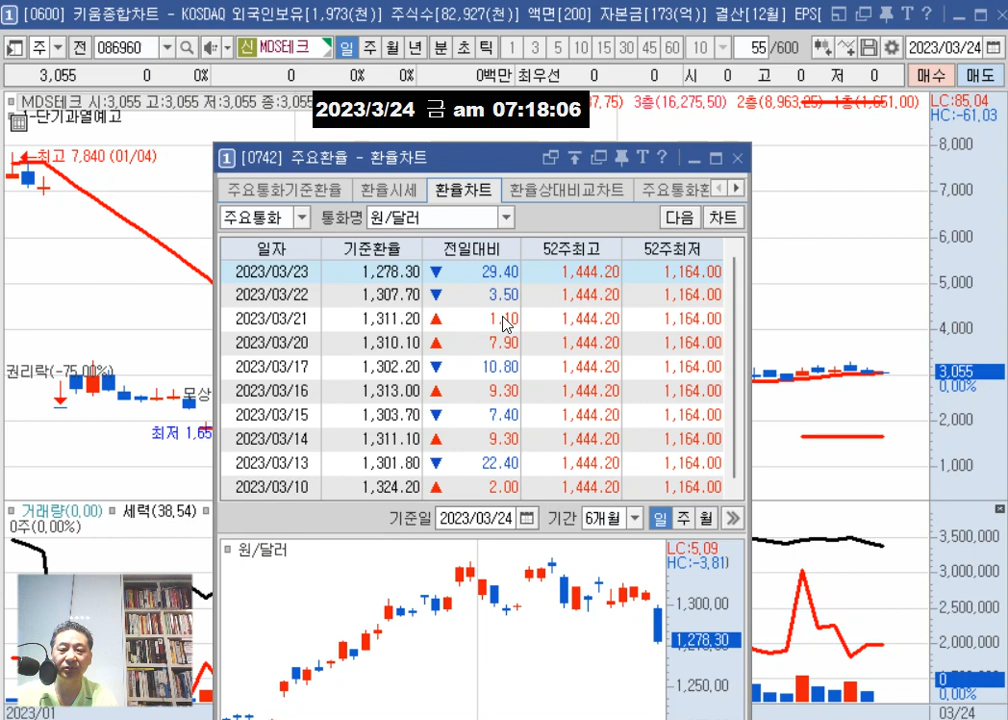 [0600] 키움종합차트 - KOSDAQ 외국인보유[1,973(천)] 주식수[82,927(천)] 액면[200] 자본금[173(억)] 결산[12월] EPS[
주 전 086960 신 MDS테크 일 주 월 년 분 초 틱 1 3 5 10 15 30 45 60 10 55 /600 2023/03/24
3,055 0 0% 0 0% 0% 0백만 최우선 0 0 시 0 고 0 저 0 매수 매도
MDS테크 시:3,055 고:3,055 저:3,055 종:3,055 3층(16,275,50) 2층(8,963,25) 1층(1,651,00) LC:85,04
HC:-61,03
-단기과열예고
2023/3/24 금 am 07:18:06
최고 7,840 (01/04)
권리락(-75,00%)
최저 1,65
8,000
7,000
6,000
5,000
4,000
3,055
0,00%
2,000
1,000
[0742] 주요환율 - 환율차트
주요통화기준환율 환율시세 환율차트 환율상대비교차트
주요통화 통화명 원/달러 다음 차트
일자 기준환율 전일대비 52주최고 52주최저
2023/03/23 1,278.30 ▼ 29.40 1,444.20 1,164.00
2023/03/22 1,307.70 ▼ 3.50 1,444.20 1,164.00
2023/03/21 1,311.20 ▲ 1.10 1,444.20 1,164.00
2023/03/20 1,310.10 ▲ 7.90 1,444.20 1,164.00
2023/03/17 1,302.20 ▼ 10.80 1,444.20 1,164.00
2023/03/16 1,313.00 ▲ 9.30 1,444.20 1,164.00
2023/03/15 1,303.70 ▼ 7.40 1,444.20 1,164.00
2023/03/14 1,311.10 ▲ 9.30 1,444.20 1,164.00
2023/03/13 1,301.80 ▼ 22.40 1,444.20 1,164.00
2023/03/10 1,324.20 ▲ 2.00 1,444.20 1,164.00
기준일 2023/03/24 기간 6개월 일 주 월
원/달러
LC:5,09
HC:-3,81
1,300,00
1,278,30
1,250,00
거래량(0,00) 세력(38,54)
0주(0,00%)
3,500,000
3,000,000
2,500,000
2,000,000
0
0,00%
2023/01
03/24